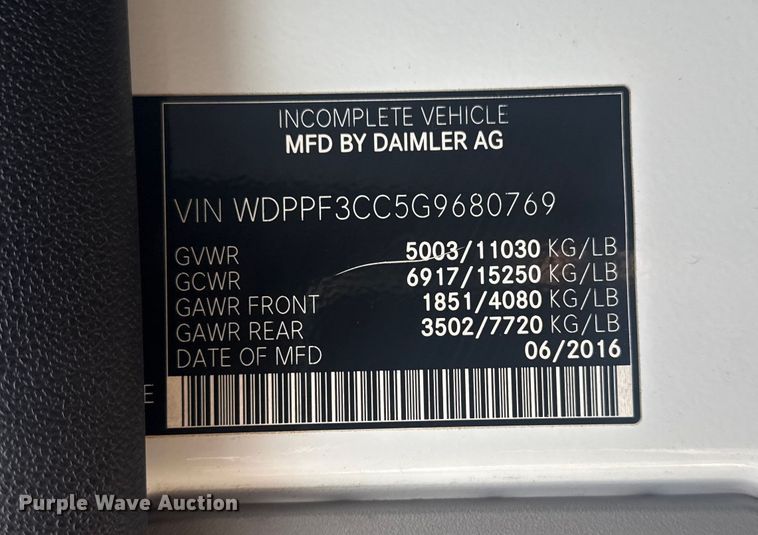 INCOMPLETE VEHICLE
MFD BY DAIMLER AG
VIN WDPPF3CC5G9680769
GVWR 5003/11030 KG/LB
GCWR 6917/15250 KG/LB
GAWR FRONT 1851/4080 KG/LB
GAWR REAR 3502/7720 KG/LB
DATE OF MFD 06/2016
E
Purple Wave Auction